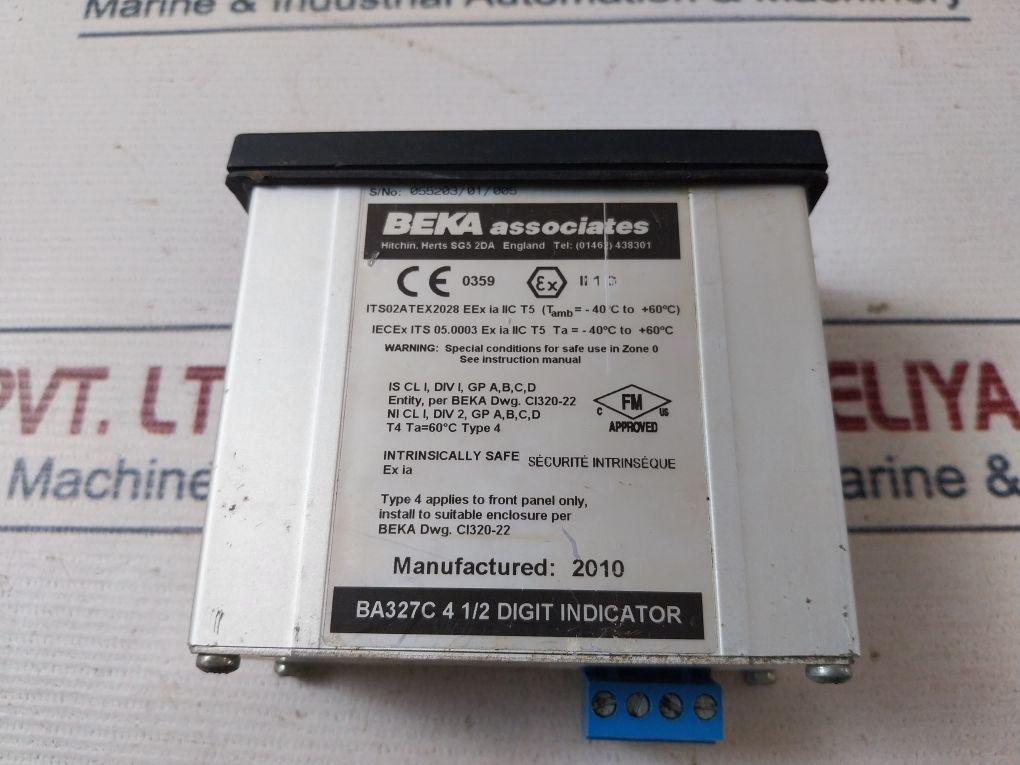 Marine & Industrial Automation & Machinery
S/No: 055203/01/005
BEKA associates
Hitchin. Herts SG5 2DA England Tel: (01462) 438301
CE 0359 Ex II 1 G
ITS02ATEX2028 EEx ia IIC T5 (Tamb = - 40°C to +60°C)
IECEx ITS 05.0003 Ex ia IIC T5 Ta = - 40°C to +60°C
WARNING: Special conditions for safe use in Zone 0
See instruction manual
IS CL I, DIV I, GP A,B,C,D
Entity, per BEKA Dwg. CI320-22
NI CL I, DIV 2, GP A,B,C,D
T4 Ta=60°C Type 4
C FM US
APPROVED
INTRINSICALLY SAFE SÉCURITÉ INTRINSÉQUE
Ex ia
Type 4 applies to front panel only,
install to suitable enclosure per
BEKA Dwg. CI320-22
Manufactured: 2010
BA327C 4 1/2 DIGIT INDICATOR
PVT. LT
ELIYA
Machine
arine &